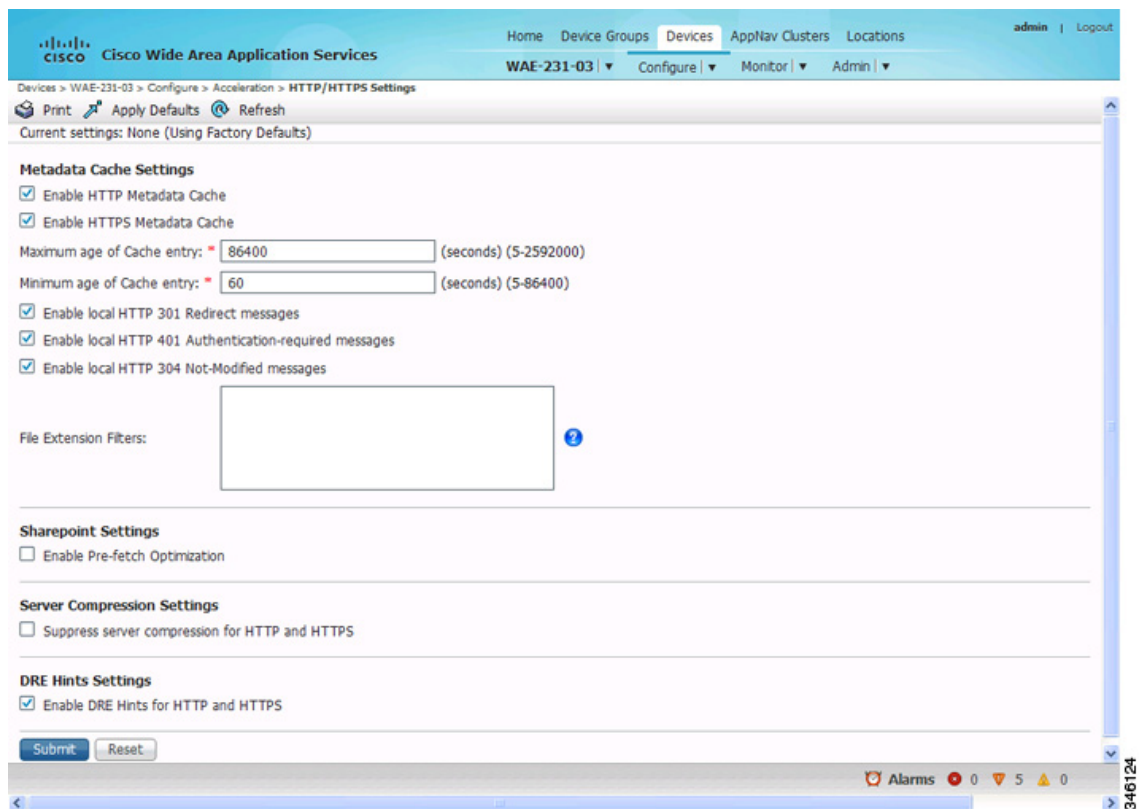 Home Device Groups Devices AppNav Clusters Locations admin | Logout
CISCO Cisco Wide Area Application Services
WAE-231-03 Configure Monitor Admin
Devices > WAE-231-03 > Configure > Acceleration > HTTP/HTTPS Settings
Print Apply Defaults Refresh
Current settings: None (Using Factory Defaults)
Metadata Cache Settings
Enable HTTP Metadata Cache
Enable HTTPS Metadata Cache
Maximum age of Cache entry: * 86400 (seconds) (5-2592000)
Minimum age of Cache entry: * 60 (seconds) (5-86400)
Enable local HTTP 301 Redirect messages
Enable local HTTP 401 Authentication-required messages
Enable local HTTP 304 Not-Modified messages
File Extension Filters: ?
Sharepoint Settings
Enable Pre-fetch Optimization
Server Compression Settings
Suppress server compression for HTTP and HTTPS
DRE Hints Settings
Enable DRE Hints for HTTP and HTTPS
Submit Reset
Alarms 0 5 0
346124